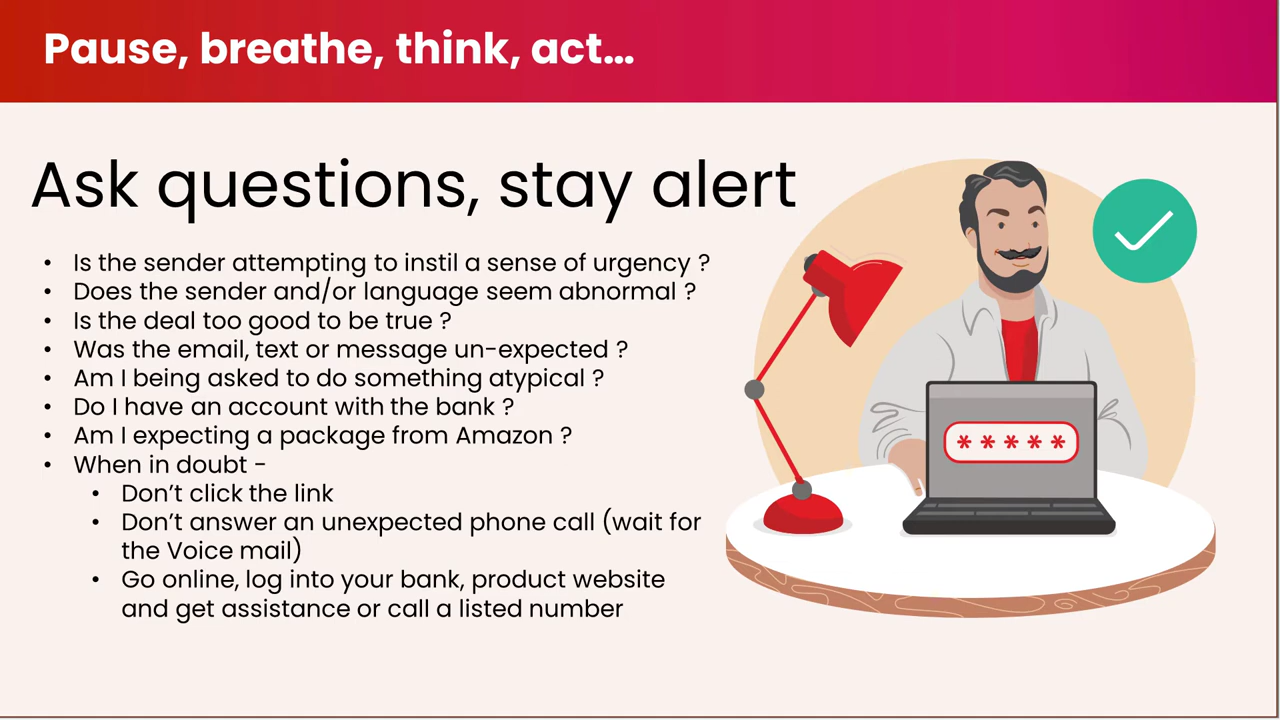 Pause, breathe, think, act...
Ask questions, stay alert
• Is the sender attempting to instil a sense of urgency ?
• Does the sender and/or language seem abnormal ?
• Is the deal too good to be true ?
• Was the email, text or message un-expected ?
• Am I being asked to do something atypical ?
• Do I have an account with the bank ?
• Am I expecting a package from Amazon ?
• When in doubt -
• Don’t click the link
• Don’t answer an unexpected phone call (wait for
the Voice mail)
• Go online, log into your bank, product website
and get assistance or call a listed number
*****